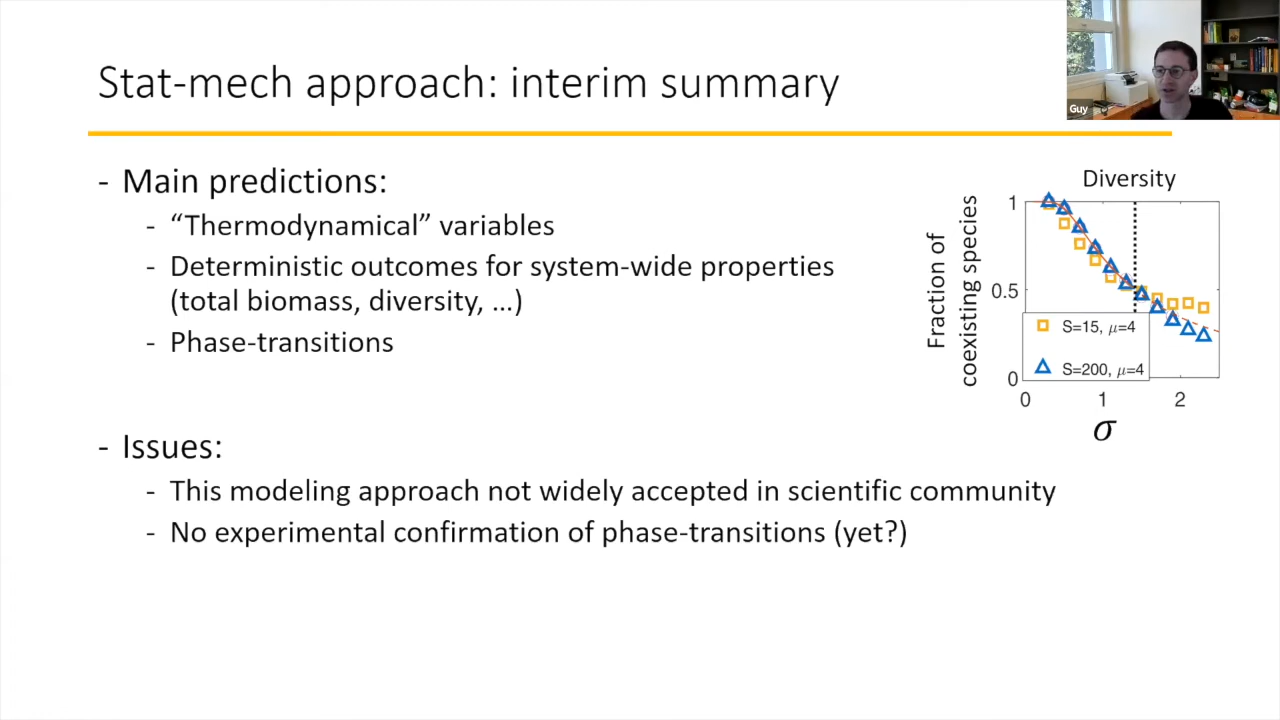 Stat-mech approach: interim summary
Guy
- Main predictions:
- “Thermodynamical” variables
- Deterministic outcomes for system-wide properties
(total biomass, diversity, ...)
- Phase-transitions
Diversity
Fraction of
coexisting species
1
0.5
0
S=15, μ=4
S=200, μ=4
0 1 2
σ
- Issues:
- This modeling approach not widely accepted in scientific community
- No experimental confirmation of phase-transitions (yet?)